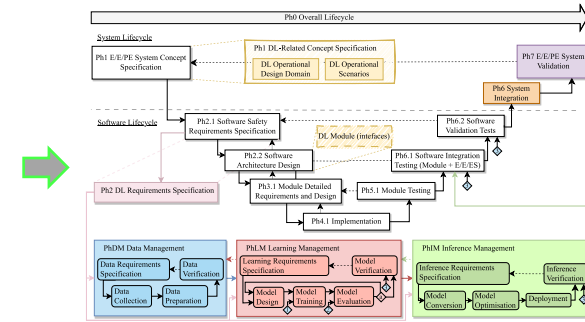 Ph0 Overall Lifecycle
System Lifecycle
Ph1 E/E/PE System Concept
Specification
Ph1 DL-Related Concept Specification
DL Operational
Design Domain
DL Operational
Scenarios
Ph7 E/E/PE System
Validation
Ph6 System
Integration
Software Lifecycle
Ph2.1 Software Safety
Requirements Specification
Ph6.2 Software
Validation Tests
DL Module (intefaces)
Ph2.2 Software
Architecture Design
Ph6.1 Software Integration
Testing (Module + E/E/ES)
Ph2 DL Requirements Specification
Ph3.1 Module Detailed
Requirements and Design
Ph5.1 Module Testing
Ph4.1 Implementation
PhDM Data Management
Data Requirements
Specification
Data
Verification
Data
Collection
Data
Preparation
PhLM Learning Management
Learning Requirements
Specification
Model
Verification
Model
Design
Model
Training
Model
Evaluation
PhIM Inference Management
Inference Requirements
Specification
Inference
Verification
Model
Conversion
Model
Optimisation
Deployment